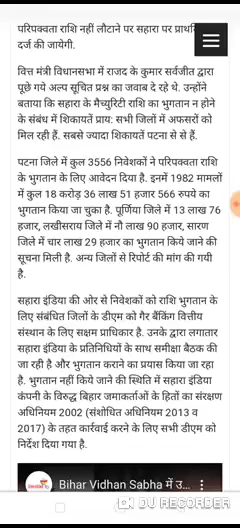 परिपक्वता राशि नहीं लौटाने पर सहारा पर
दर्ज की जायेगी.
वित्त मंत्री विधानसभा में राजद के कुमार सर्वजीत द्वारा
पूछे गये अल्प सूचित प्रश्न का जवाब दे रहे थे. उन्होंने
बताया कि सहारा के मैच्युरिटी राशि का भुगतान न होने
के संबंध में शिकायतें प्राय: सभी जिलों में अफसरों को
मिल रही हैं. सबसे ज्यादा शिकायतें पटना से से हैं.
पटना जिले में कुल 3556 निवेशकों ने परिपक्वता राशि
के भुगतान के लिए आवेदन दिया है. इनमें 1982 मामलों
में कुल 18 करोड़ 36 लाख 51 हजार 566 रुपये का
भुगतान किया जा चुका है. पूर्णिया जिले में 13 लाख 76
हजार, लखीसराय जिले में नौ लाख 90 हजार, सारण
जिले में चार लाख 29 हजार का भुगतान किये जाने की
सूचना मिली है. अन्य जिलों से रिपोर्ट की मांग की गयी
है.
सहारा इंडिया की ओर से निवेशकों को राशि भुगतान के
लिए संबंधित जिलों के डीएम को गैर बैंकिंग वित्तीय
संस्थान के लिए सक्षम प्राधिकार है. उनके द्वारा लगातार
सहारा इंडिया के प्रतिनिधियों के साथ समीक्षा बैठक की
जा रही है और भुगतान कराने का प्रयास किया जा रहा
है. भुगतान नहीं किये जाने की स्थिति में सहारा इंडिया
कंपनी के विरुद्ध बिहार जमाकर्ताओं के हितों का संरक्षण
अधिनियम 2002 (संशोधित अधिनियम 2013 व
2017) के तहत कार्रवाई करने के लिए सभी डीएम को
निर्देश दिया गया है.
Bihar Vidhan Sabha में उ...
DU RECORDER